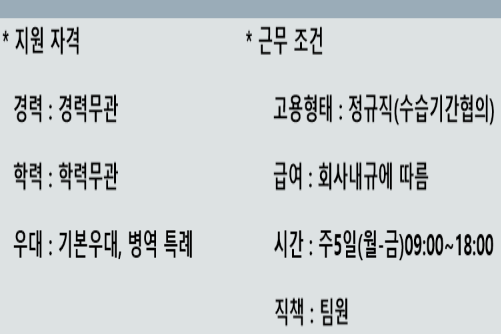 * 지원 자격
경력 : 경력무관
학력 : 학력무관
우대 : 기본우대, 병역 특례
* 근무 조건
고용형태 : 정규직(수습기간협의)
급여 : 회사내규에 따름
시간 : 주5일(월-금)09:00~18:00
직책 : 팀원